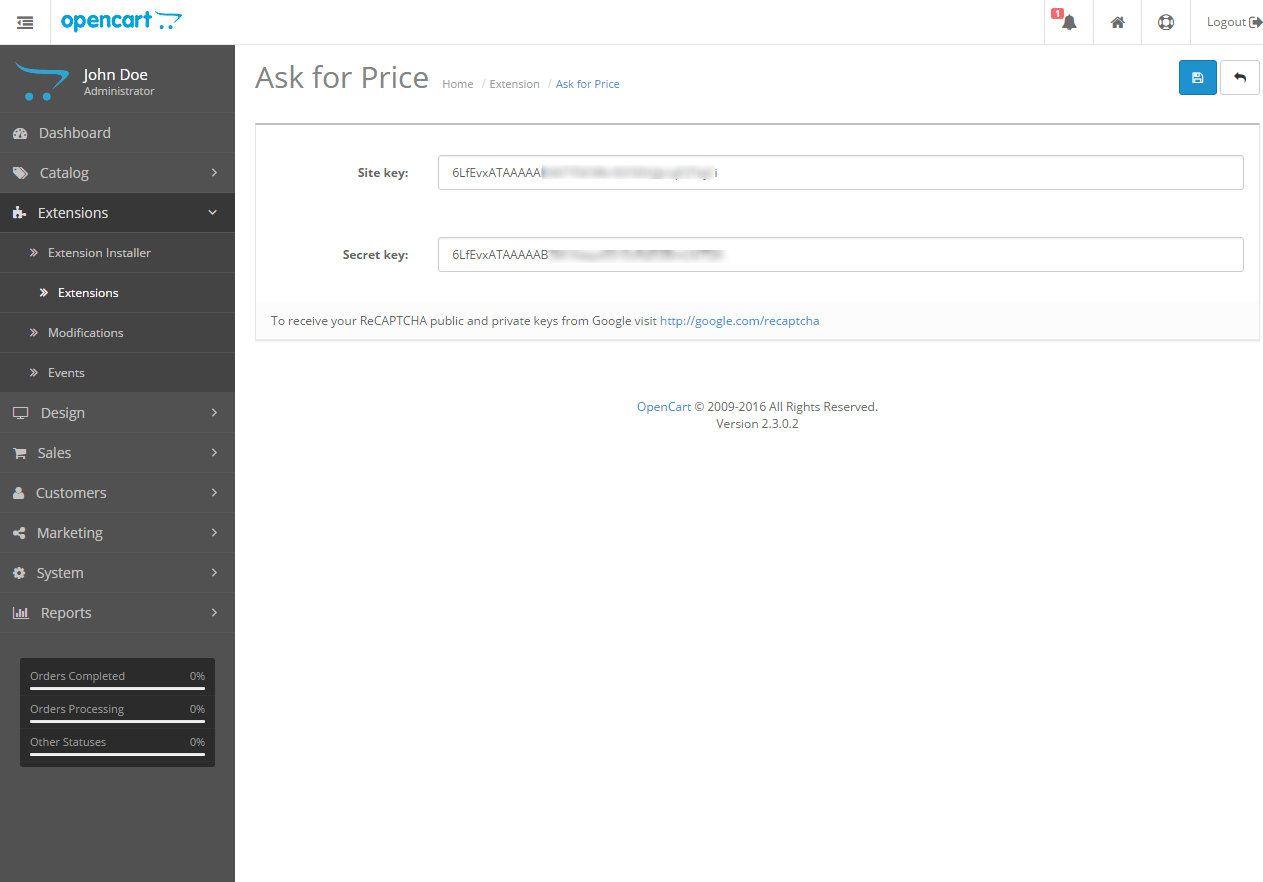 opencart
1
Logout
John Doe
Administrator
Dashboard
Catalog
Extensions
Extension Installer
Extensions
Modifications
Events
Design
Sales
Customers
Marketing
System
Reports
Orders Completed 0%
Orders Processing 0%
Other Statuses 0%
Ask for Price
Home / Extension / Ask for Price
Site key: 6LfEvxATAAAAA
Secret key: 6LfEvxATAAAAAB
To receive your ReCAPTCHA public and private keys from Google visit http://google.com/recaptcha
OpenCart © 2009-2016 All Rights Reserved.
Version 2.3.0.2